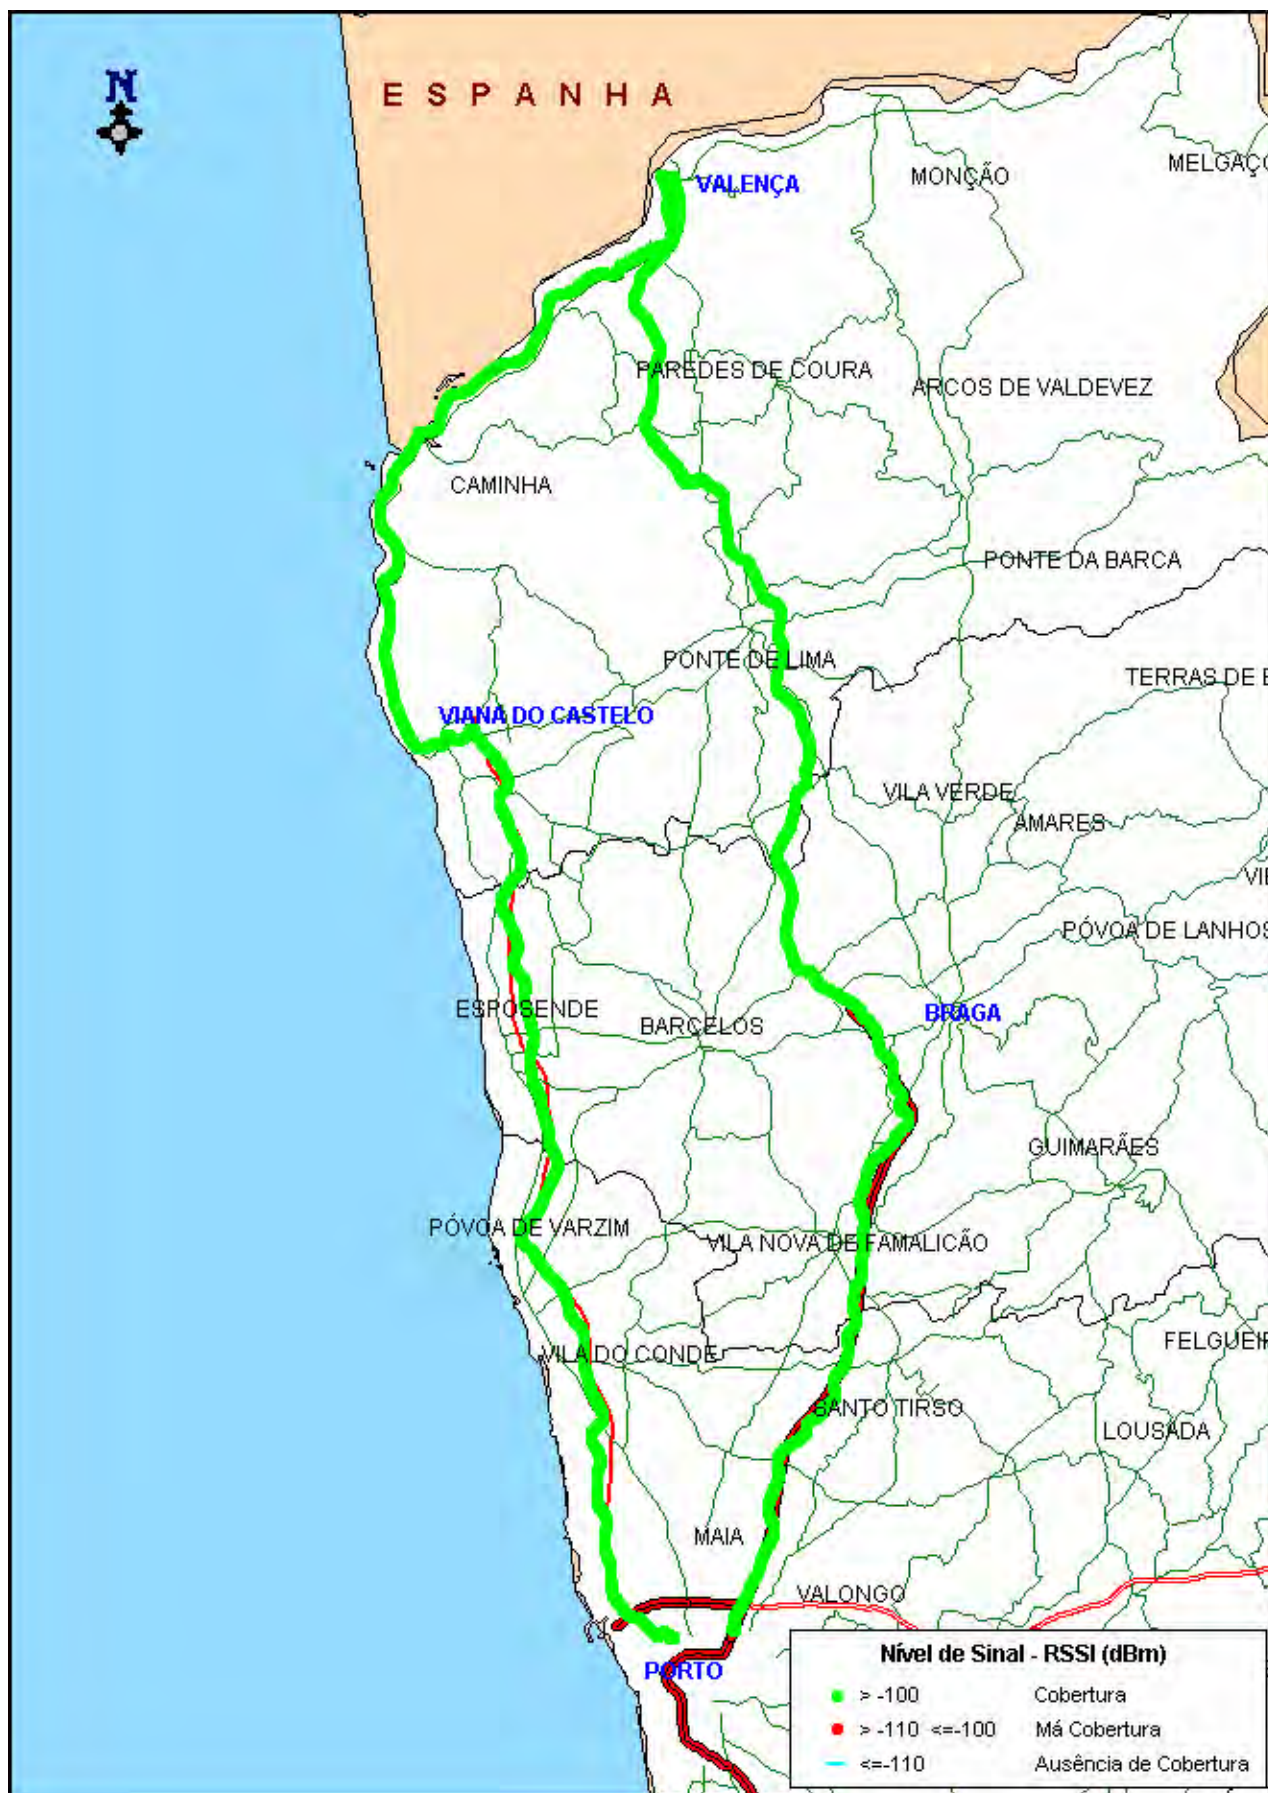 N
ESPANHA
VALENÇA
MONÇÃO
PAREDES DE COURA
ARCOS DE VALDEVEZ
CAMINHA
PONTE DA BARCA
PONTE DE LIMA
TERRAS DE
VIANA DO CASTELO
VILA VERDE
AMARES
PÓVOA DE LANHOS
ESPOSENDE
BARCELOS
BRAGA
GUIMARÃES
PÓVOA DE VARZIM
VILA NOVA DE FAMALICÃO
VILA DO CONDE
FELGUEIR
SANTO TIRSO
LOUSADA
MAIA
VALONGO
PORTO
Nível de Sinal - RSSI (dBm)
> -100 Cobertura
> -110 <=-100 Má Cobertura
<=-110 Ausência de Cobertura